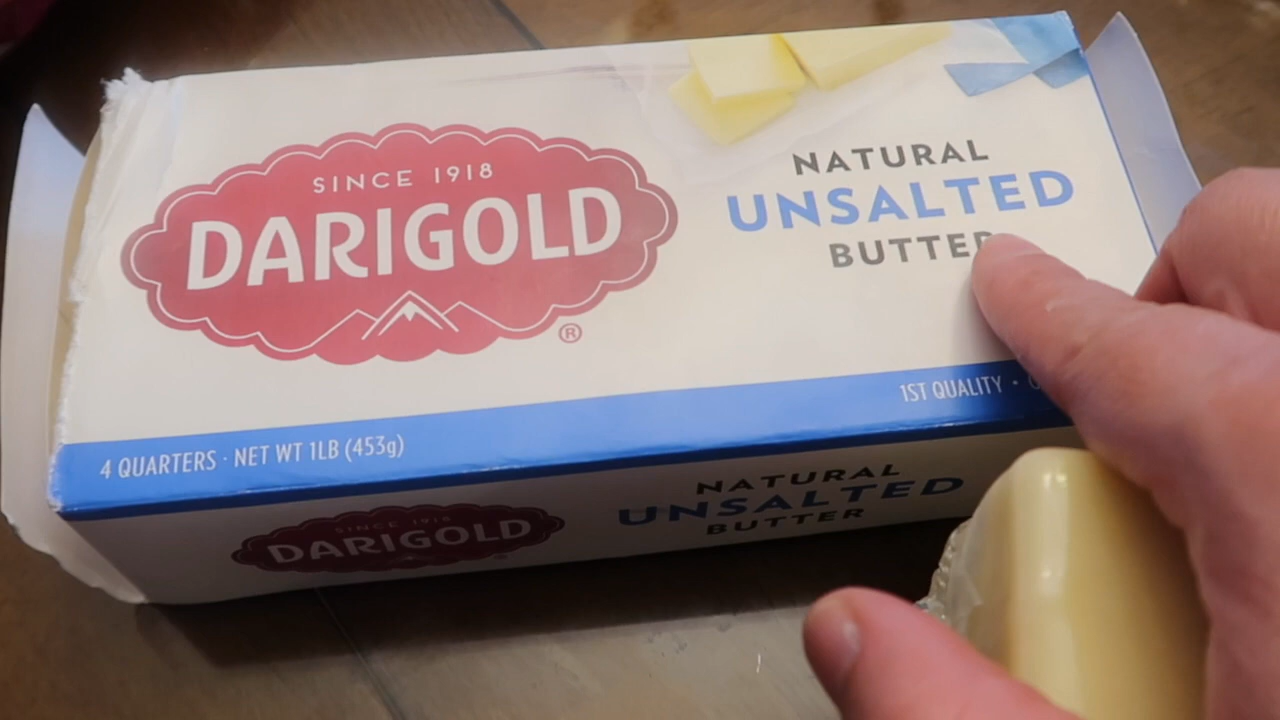 SINCE 1918
DARIGOLD
®
NATURAL
UNSALTED
BUTTER
4 QUARTERS · NET WT 1LB (453g)
1ST QUALITY ·
SINCE 1918
DARIGOLD
NATURAL
UNSALTED
BUTTER